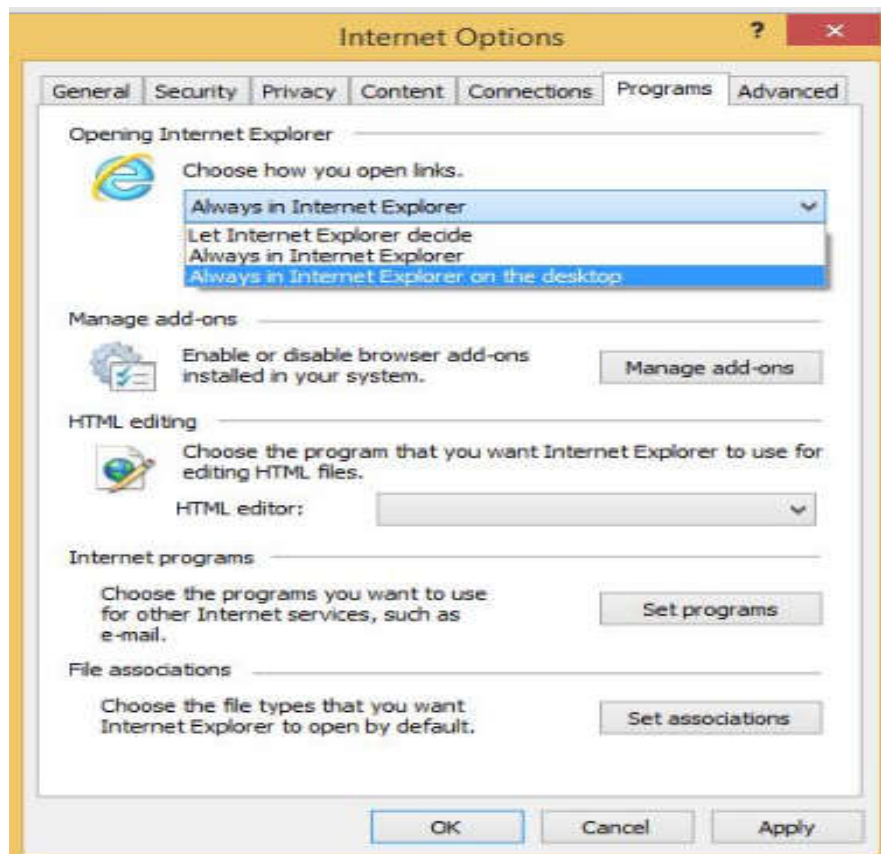 Internet Options
?
General Security Privacy Content Connections Programs Advanced
Opening Internet Explorer
Choose how you open links.
Always in Internet Explorer
Let Internet Explorer decide
Always in Internet Explorer
Always in Internet Explorer on the desktop
Manage add-ons
Enable or disable browser add-ons
installed in your system.
Manage add-ons
HTML editing
Choose the program that you want Internet Explorer to use for
editing HTML files.
HTML editor:
Internet programs
Choose the programs you want to use
for other Internet services, such as
e-mail.
Set programs
File associations
Choose the file types that you want
Internet Explorer to open by default.
Set associations
OK Cancel Apply